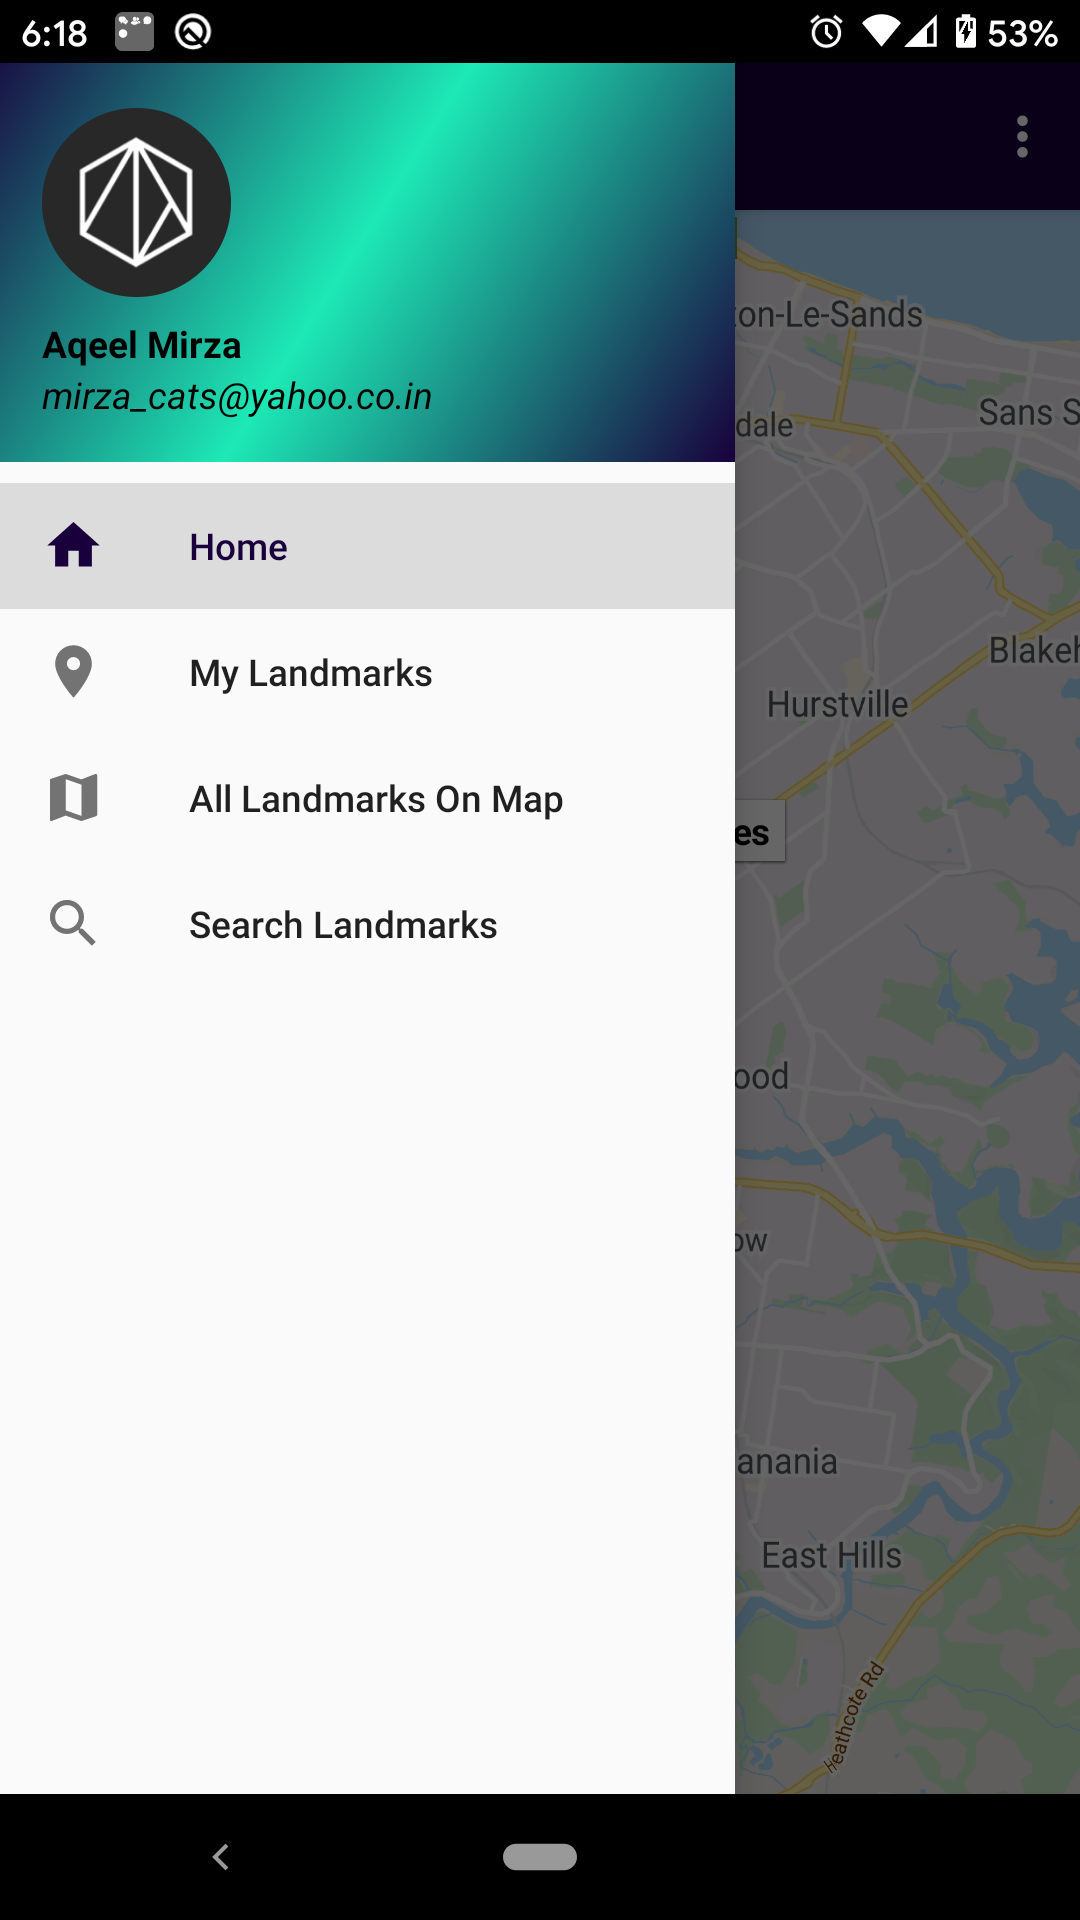 6:18
53%
Aqeel Mirza
mirza_cats@yahoo.co.in
Home
My Landmarks
All Landmarks On Map
Search Landmarks
ton-Le-Sands
dale
Sans S
Blakeh
Hurstville
es
ood
ow
anania
East Hills
Heathcote Rd